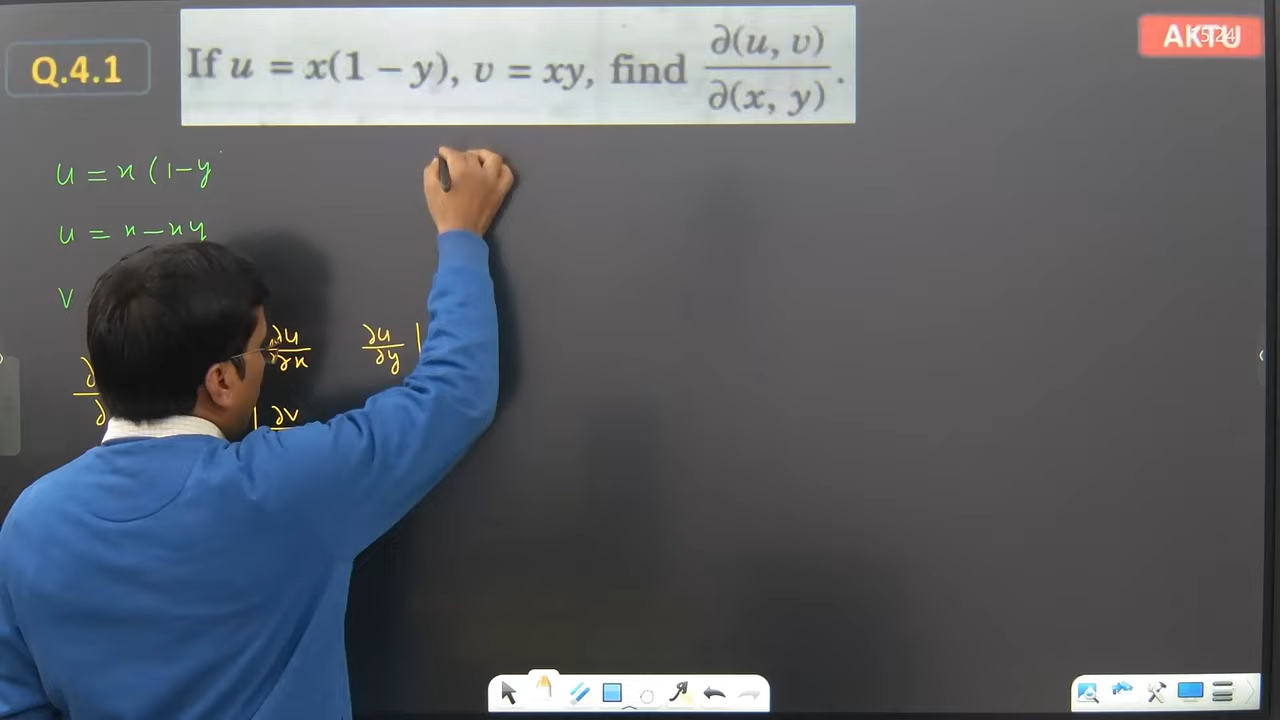 Q.4.1
If u = x(1 − y), v = xy, find ∂(u, v)/∂(x, y).
AKTU
u = x (1-y
u = x - xy
v
∂u/∂x ∂u/∂y |
| ∂v